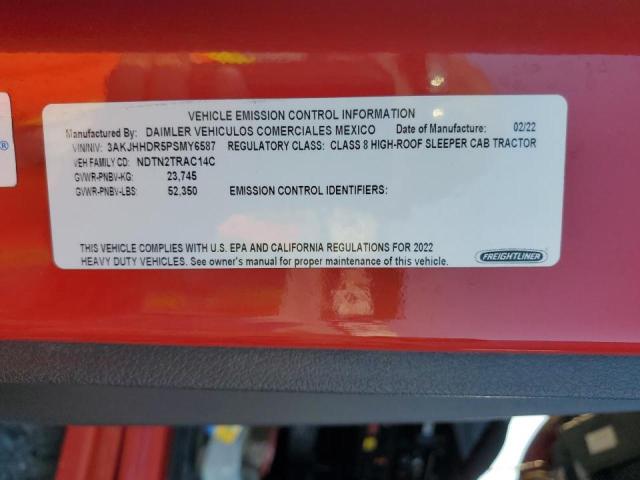 VEHICLE EMISSION CONTROL INFORMATION
Manufactured By: DAIMLER VEHICULOS COMERCIALES MEXICO Date of Manufacture: 02/22
VIN/NIV: 3AKJHHDR5PSMY6587 REGULATORY CLASS: CLASS 8 HIGH-ROOF SLEEPER CAB TRACTOR
VEH FAMILY CD: NDTN2TRAC14C
GVWR-PNBV-KG: 23,745
GVWR-PNBV-LBS: 52,350 EMISSION CONTROL IDENTIFIERS:
THIS VEHICLE COMPLIES WITH U.S. EPA AND CALIFORNIA REGULATIONS FOR 2022
HEAVY DUTY VEHICLES. See owner's manual for proper maintenance of this vehicle.
FREIGHTLINER
®